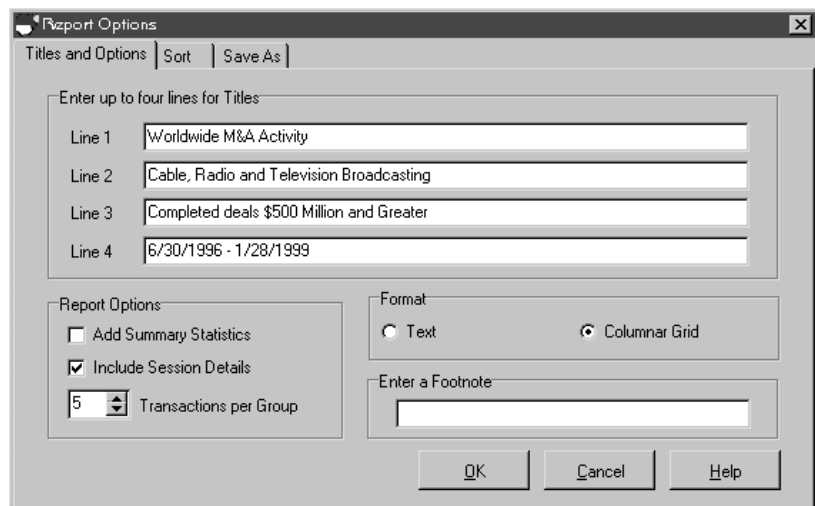 Rizport Options
Titles and Options Sort Save As
Enter up to four lines for Titles
Line 1 Worldwide M&A Activity
Line 2 Cable, Radio and Television Broadcasting
Line 3 Completed deals $500 Million and Greater
Line 4 6/30/1996 - 1/28/1999
Report Options
Add Summary Statistics
Include Session Details
5 Transactions per Group
Format
Text Columnar Grid
Enter a Footnote
OK Cancel Help